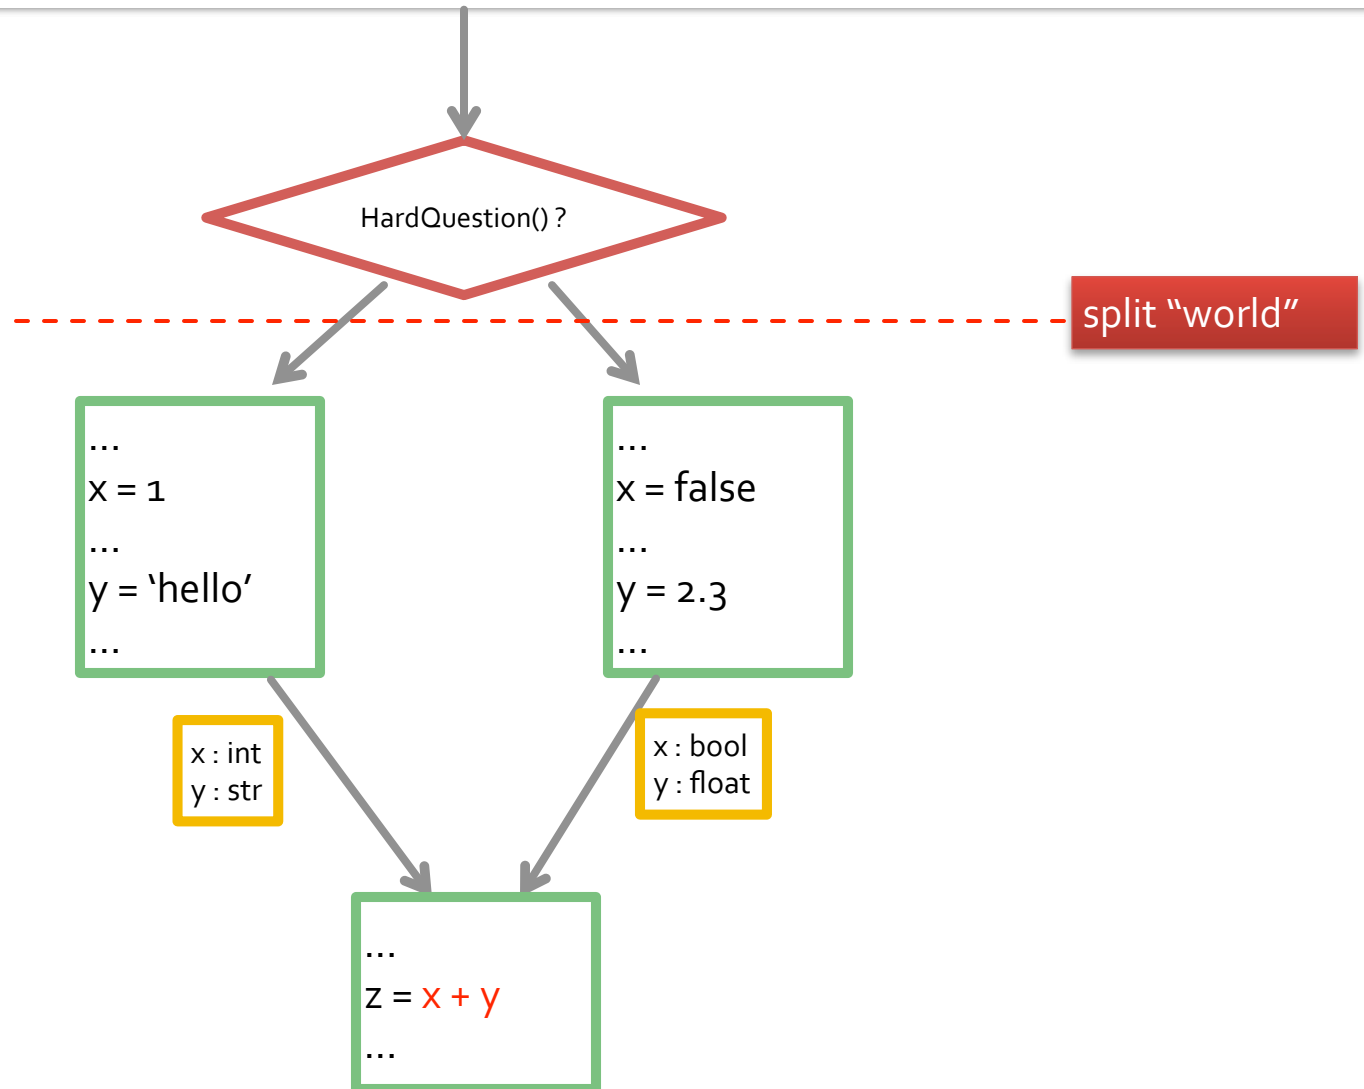 HardQuestion() ?
split “world”
...
x = 1
...
y = ‘hello’
...
...
x = false
...
y = 2.3
...
x : int
y : str
x : bool
y : float
...
z = x + y
...